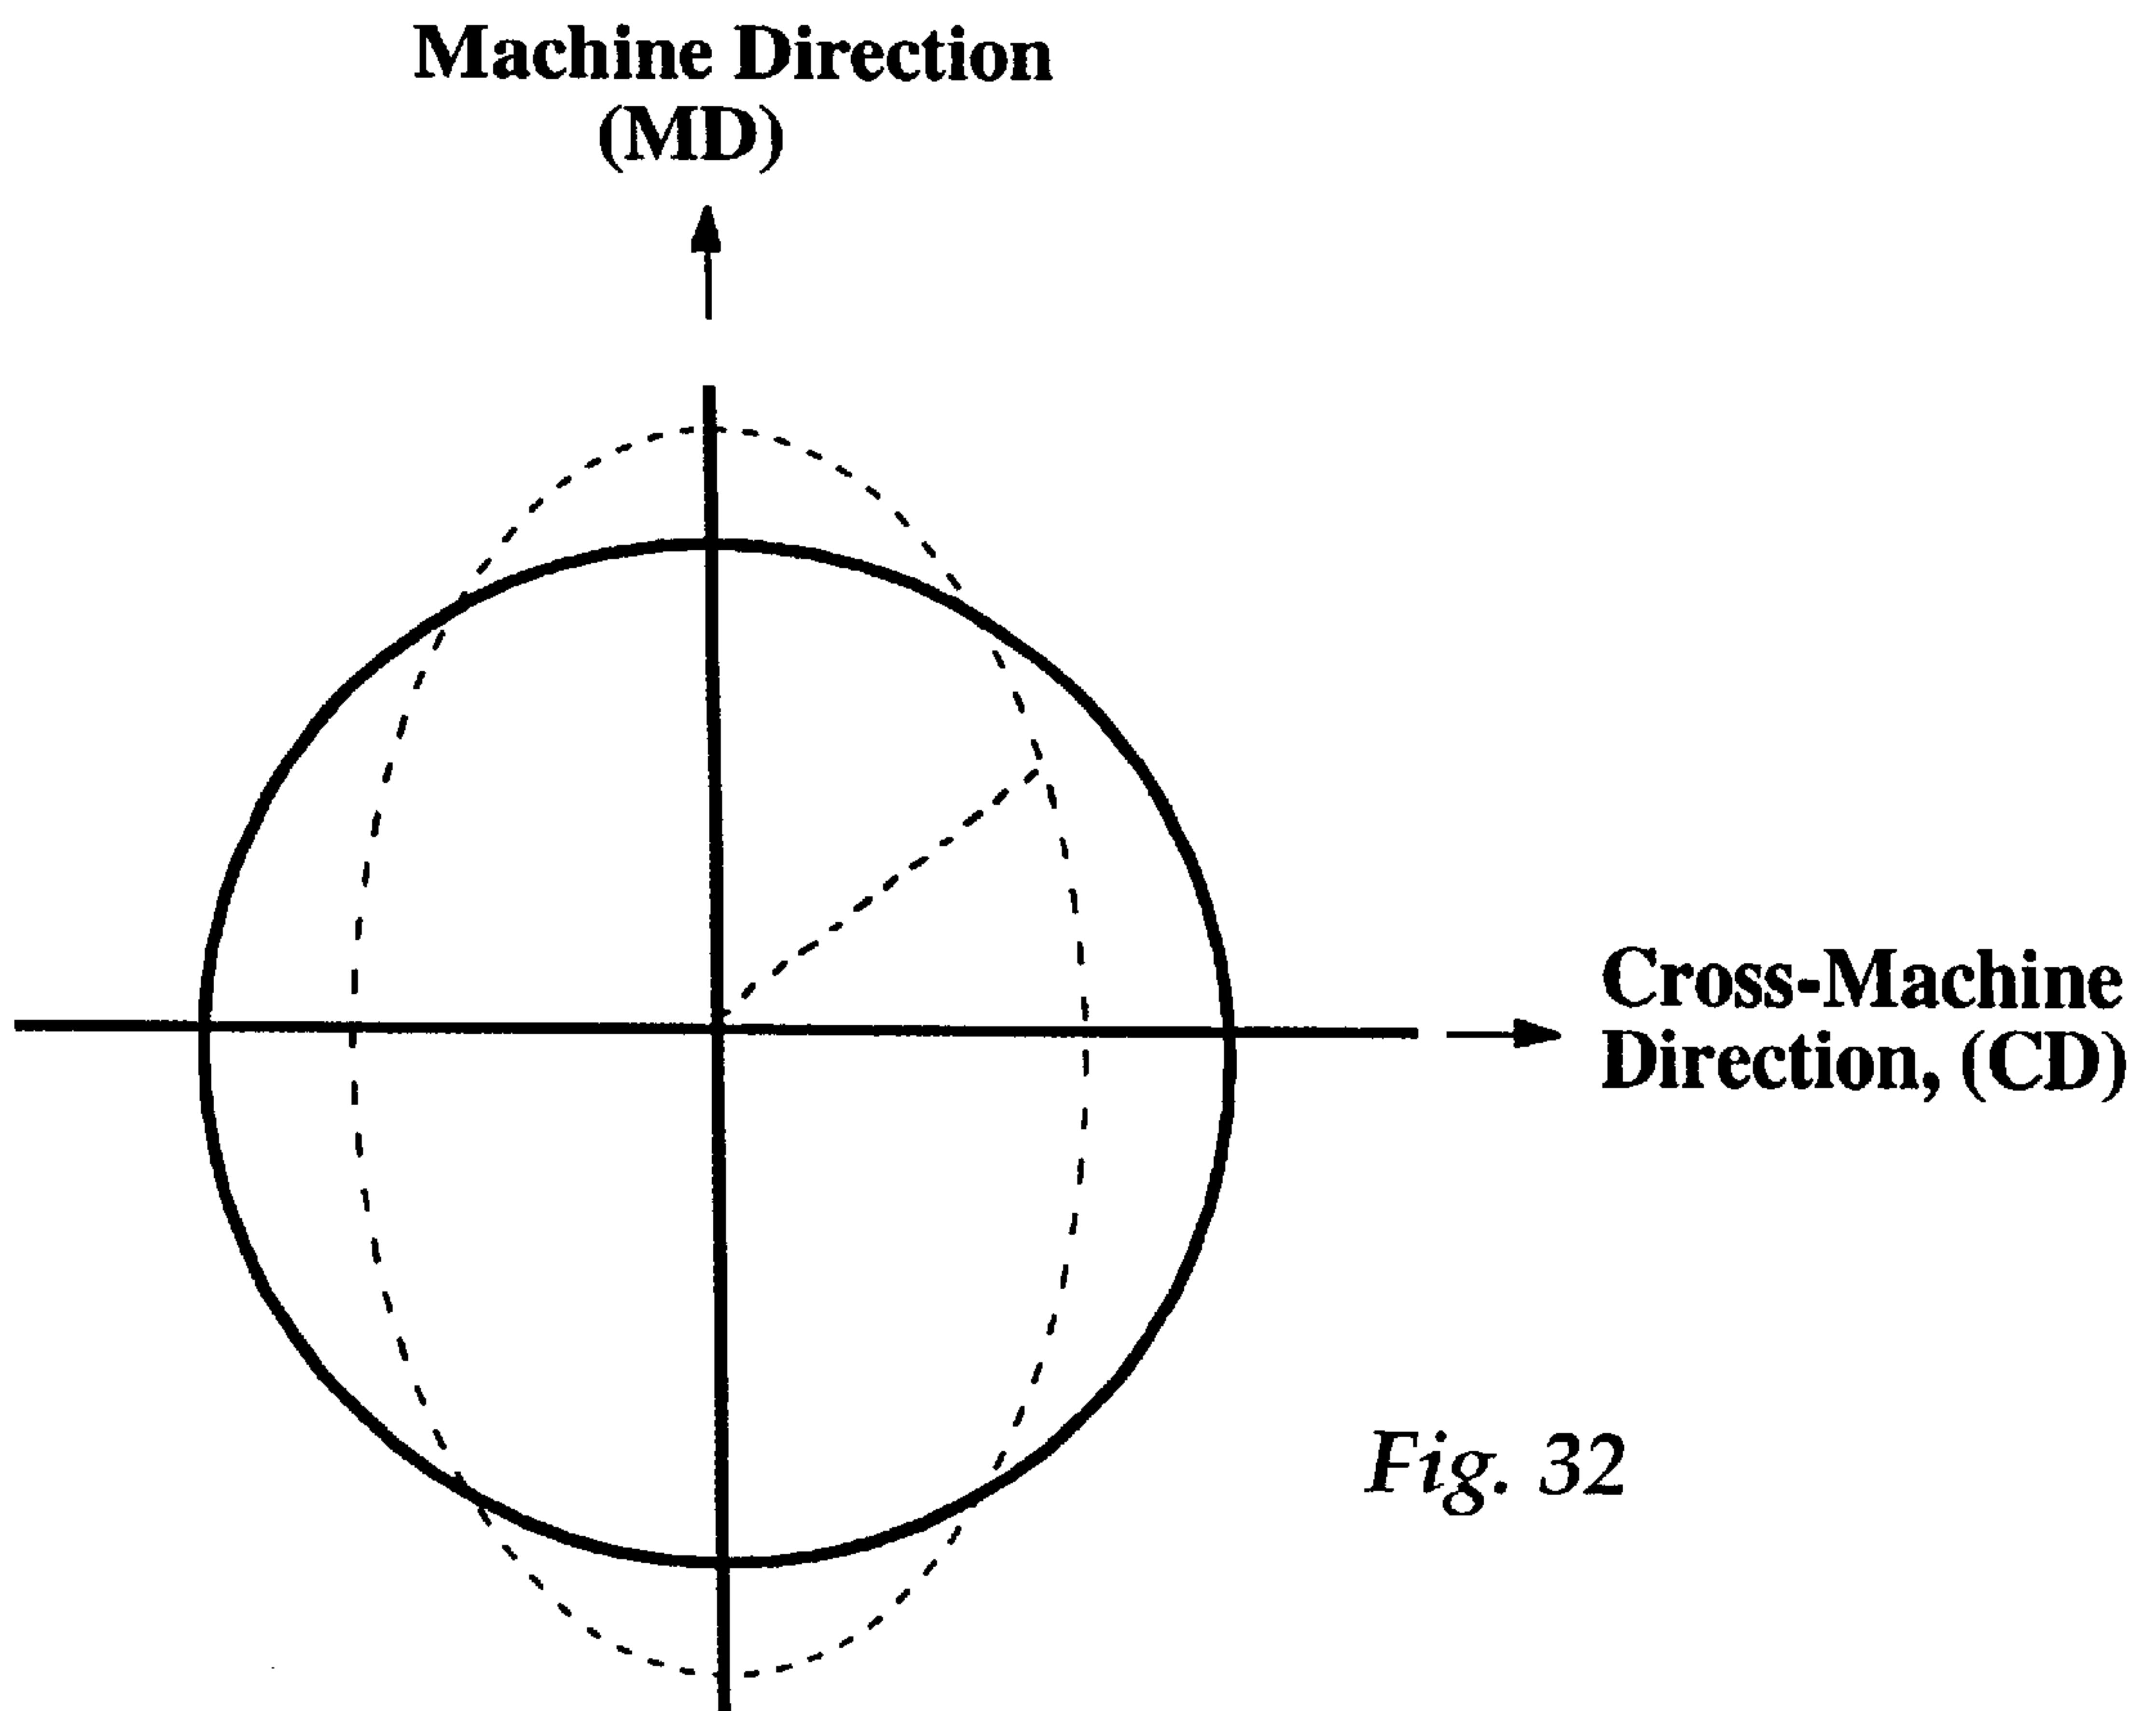 Machine Direction
(MD)
Cross-Machine
Direction, (CD)
Fig. 32